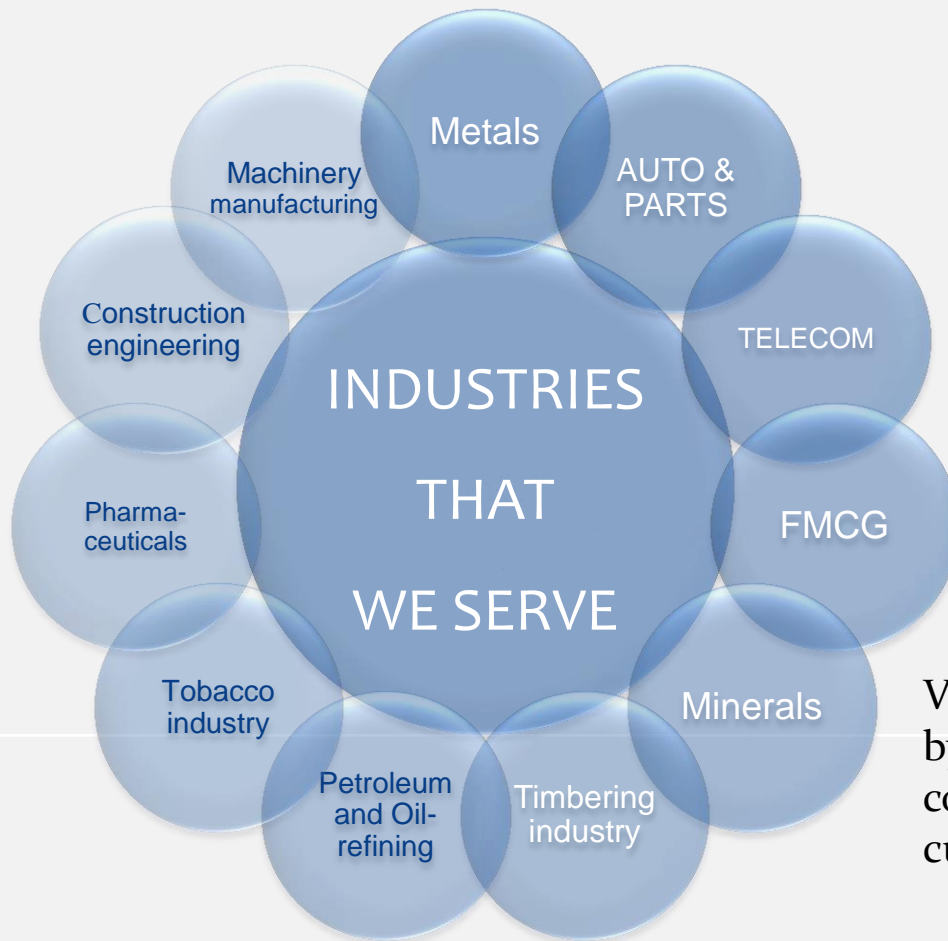 INDUSTRIES
THAT
WE SERVE
Metals
AUTO &
PARTS
TELECOM
FMCG
Minerals
Timbering
industry
Petroleum
and Oil-
refining
Tobacco
industry
Pharma-
ceuticals
Construction
engineering
Machinery
manufacturing